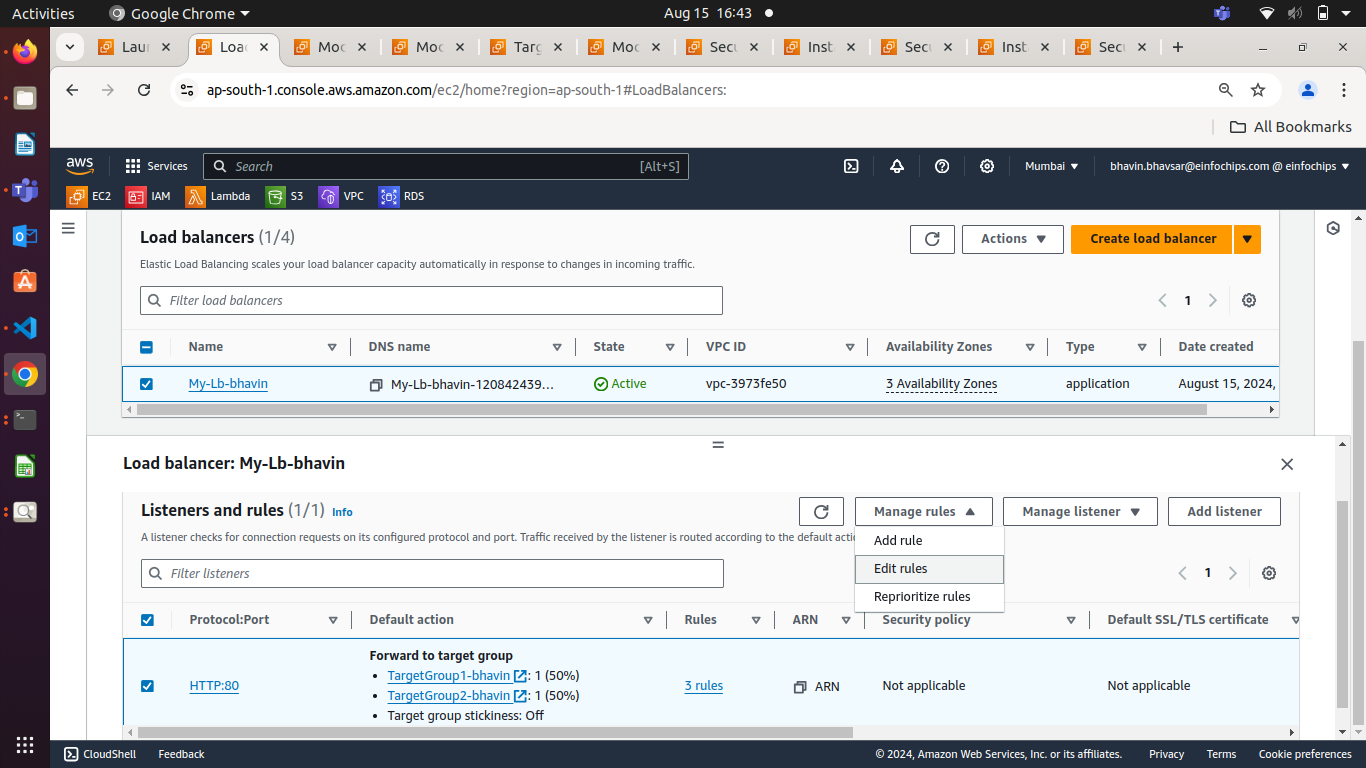 Activities Google Chrome Aug 15 16:43
Lau Loa Moc Moc Targ Moc Secu Inst Secu Inst Secu
ap-south-1.console.aws.amazon.com/ec2/home?region=ap-south-1#LoadBalancers:
All Bookmarks
aws Services Search [Alt+S] Mumbai bhavin.bhavsar@einfochips.com @ einfochips
EC2 IAM Lambda S3 VPC RDS
Load balancers (1/4) Actions Create load balancer
Elastic Load Balancing scales your load balancer capacity automatically in response to changes in incoming traffic.
Filter load balancers 1
Name DNS name State VPC ID Availability Zones Type Date created
My-Lb-bhavin My-Lb-bhavin-120842439... Active vpc-3973fe50 3 Availability Zones application August 15, 2024,
Load balancer: My-Lb-bhavin
Listeners and rules (1/1) Info Manage rules Manage listener Add listener
A listener checks for connection requests on its configured protocol and port. Traffic received by the listener is routed according to the default actio
Add rule
Edit rules
Filter listeners 1
Reprioritize rules
Protocol:Port Default action Rules ARN Security policy Default SSL/TLS certificate
Forward to target group
• TargetGroup1-bhavin : 1 (50%)
HTTP:80 3 rules ARN Not applicable Not applicable
• TargetGroup2-bhavin : 1 (50%)
• Target group stickiness: Off
CloudShell Feedback © 2024, Amazon Web Services, Inc. or its affiliates. Privacy Terms Cookie preferences